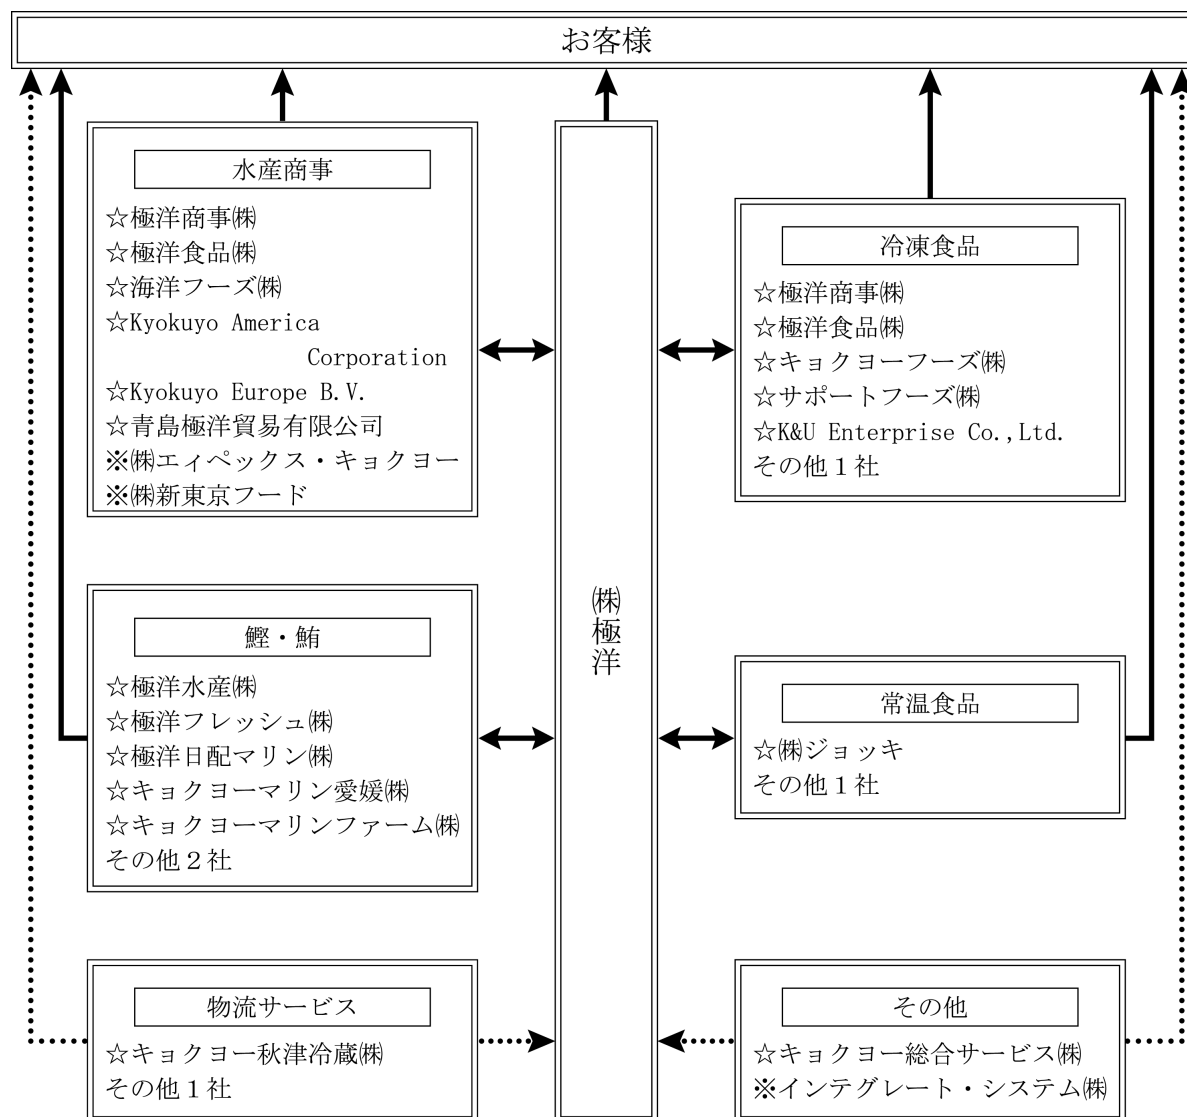 お客様
水産商事
☆極洋商事㈱
☆極洋食品㈱
☆海洋フーズ㈱
☆Kyokuyo America
Corporation
☆Kyokuyo Europe B.V.
☆青島極洋貿易有限公司
※㈱エィペックス・キョクヨー
※㈱新東京フード
鰹・鮪
☆極洋水産㈱
☆極洋フレッシュ㈱
☆極洋日配マリン㈱
☆キョクヨーマリン愛媛㈱
☆キョクヨーマリンファーム㈱
その他２社
物流サービス
☆キョクヨー秋津冷蔵㈱
その他１社
㈱極洋
冷凍食品
☆極洋商事㈱
☆極洋食品㈱
☆キョクヨーフーズ㈱
☆サポートフーズ㈱
☆K&U Enterprise Co.,Ltd.
その他１社
常温食品
☆㈱ジョッキ
その他１社
その他
☆キョクヨー総合サービス㈱
※インテグレート・システム㈱